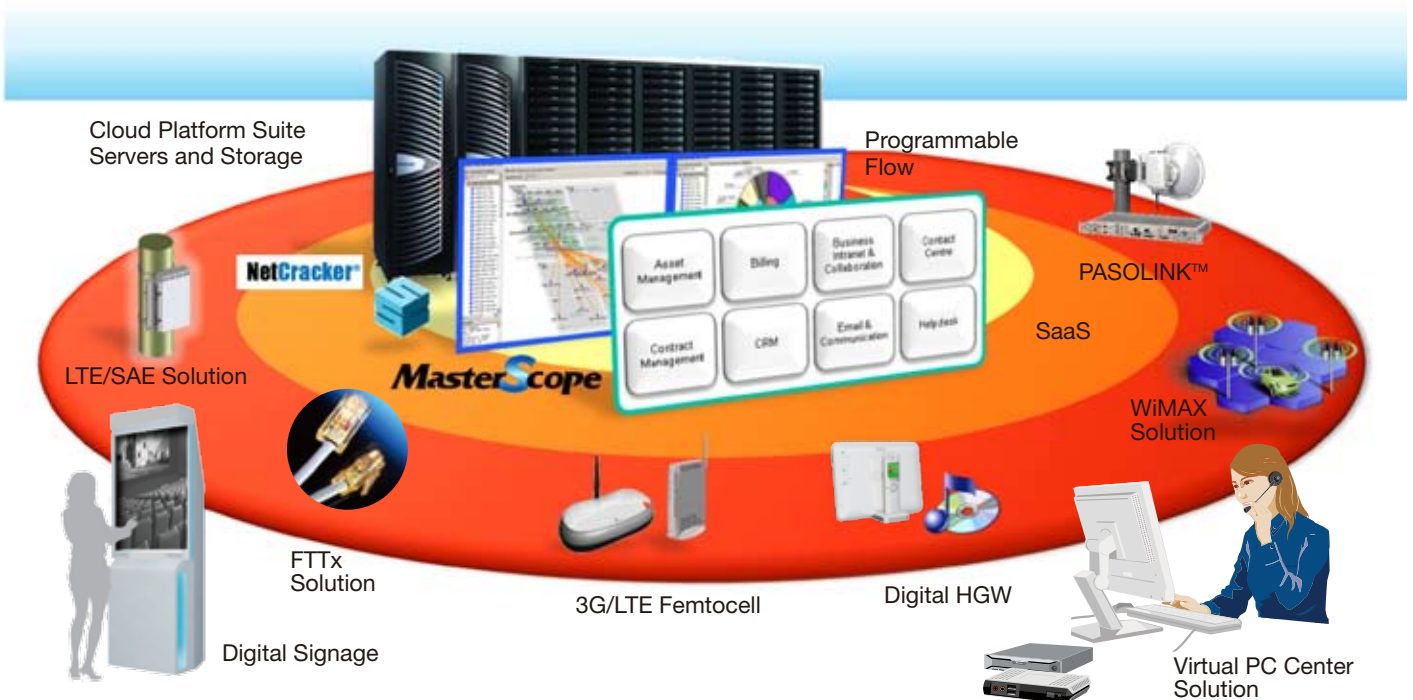 Cloud Platform Suite
Servers and Storage
Programmable
Flow
NetCracker®
PASOLINK™
Asset
Management
Billing
Business
Intranet &
Collaboration
Contact
Centre
Contract
Management
CRM
Email &
Communication
Helpdesk
SaaS
LTE/SAE Solution
MasterScope
WiMAX
Solution
FTTx
Solution
3G/LTE Femtocell
Digital HGW
Digital Signage
Virtual PC Center
Solution